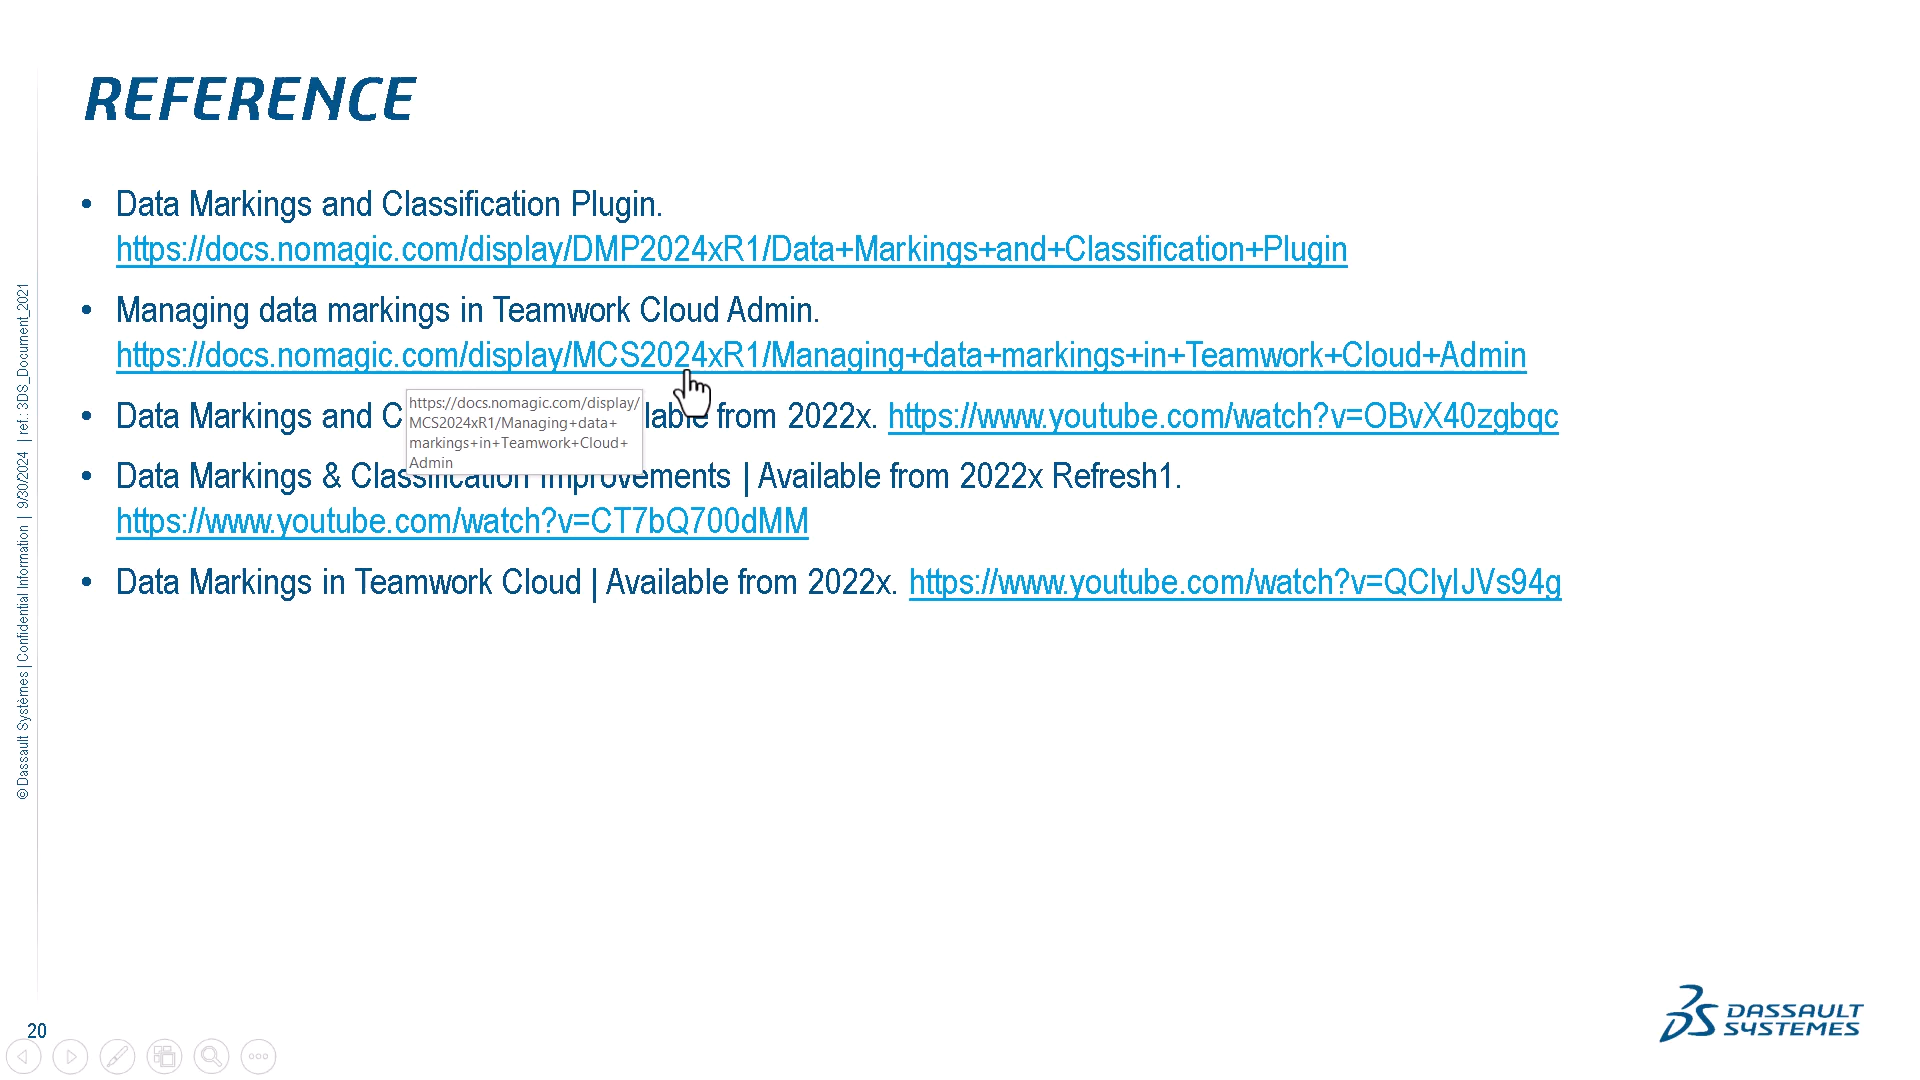 REFERENCE
• Data Markings and Classification Plugin.
https://docs.nomagic.com/display/DMP2024xR1/Data+Markings+and+Classification+Plugin
• Managing data markings in Teamwork Cloud Admin.
https://docs.nomagic.com/display/MCS2024xR1/Managing+data+markings+in+Teamwork+Cloud+Admin
https://docs.nomagic.com/display/
MCS2024xR1/Managing+data+
markings+in+Teamwork+Cloud+
Admin
• Data Markings and from 2022x. https://www.youtube.com/watch?v=OBvX40zgbqc
• Data Markings & Classification Improvements | Available from 2022x Refresh1.
https://www.youtube.com/watch?v=CT7bQ700dMM
• Data Markings in Teamwork Cloud | Available from 2022x. https://www.youtube.com/watch?v=QClyIJVs94g
© Dassault Systèmes | Confidential Information | 9/30/2024 | ref.: 3DS_Document_2021
20
DASSAULT
SYSTEMES